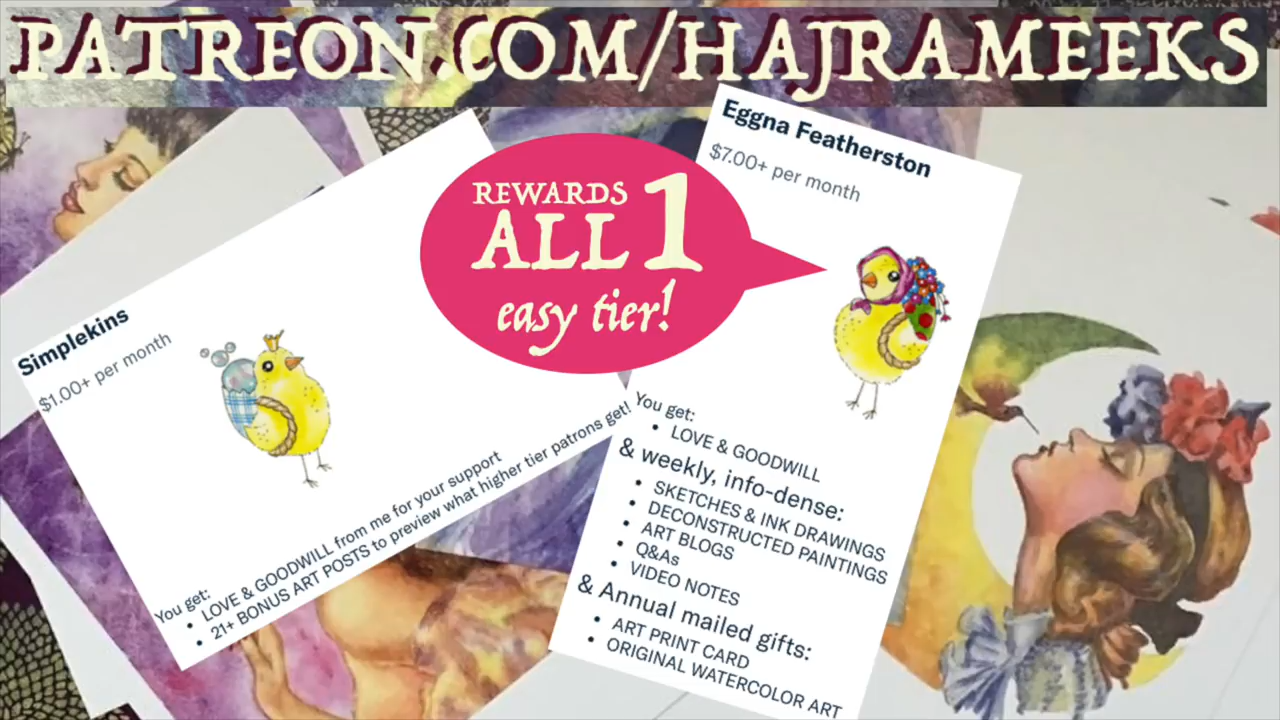 PATREON.COM/HAJRAMEEKS
Simplekins
$1.00+ per month
You get:
• LOVE & GOODWILL from me for your support
• 21+ BONUS ART POSTS to preview what higher tier patrons get!
REWARDS
ALL 1
easy tier!
Eggna Featherston
$7.00+ per month
You get:
• LOVE & GOODWILL
& weekly, info-dense:
• SKETCHES & INK DRAWINGS
• DECONSTRUCTED PAINTINGS
• ART BLOGS
• Q&As
• VIDEO NOTES
& Annual mailed gifts:
• ART PRINT CARD
• ORIGINAL WATERCOLOR ART